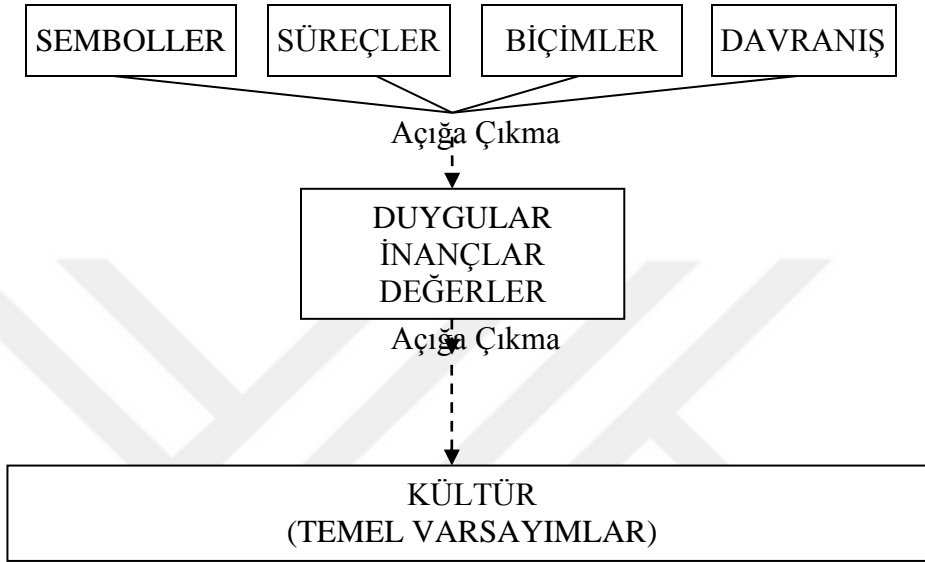 SEMBOLLER
SÜREÇLER
BİÇİMLER
DAVRANIŞ
Açığa Çıkma
DUYGULAR
İNANÇLAR
DEĞERLER
Açığa Çıkma
KÜLTÜR
(TEMEL VARSAYIMLAR)